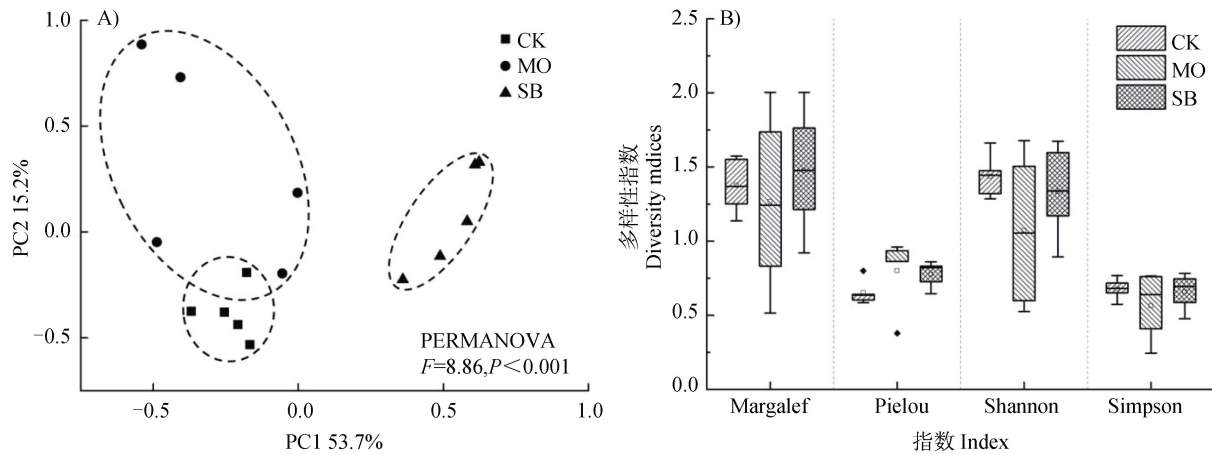 A)
1.0
0.5
0.0
−0.5
PC2 15.2%
CK
MO
SB
PERMANOVA
F=8.86,P＜0.001
−0.5
0.0
0.5
1.0
PC1 53.7%
B)
2.5
2.0
1.5
1.0
0.5
0.0
多样性指数
Diversity mdices
CK
MO
SB
Margalef
Pielou
Shannon
Simpson
指数 Index